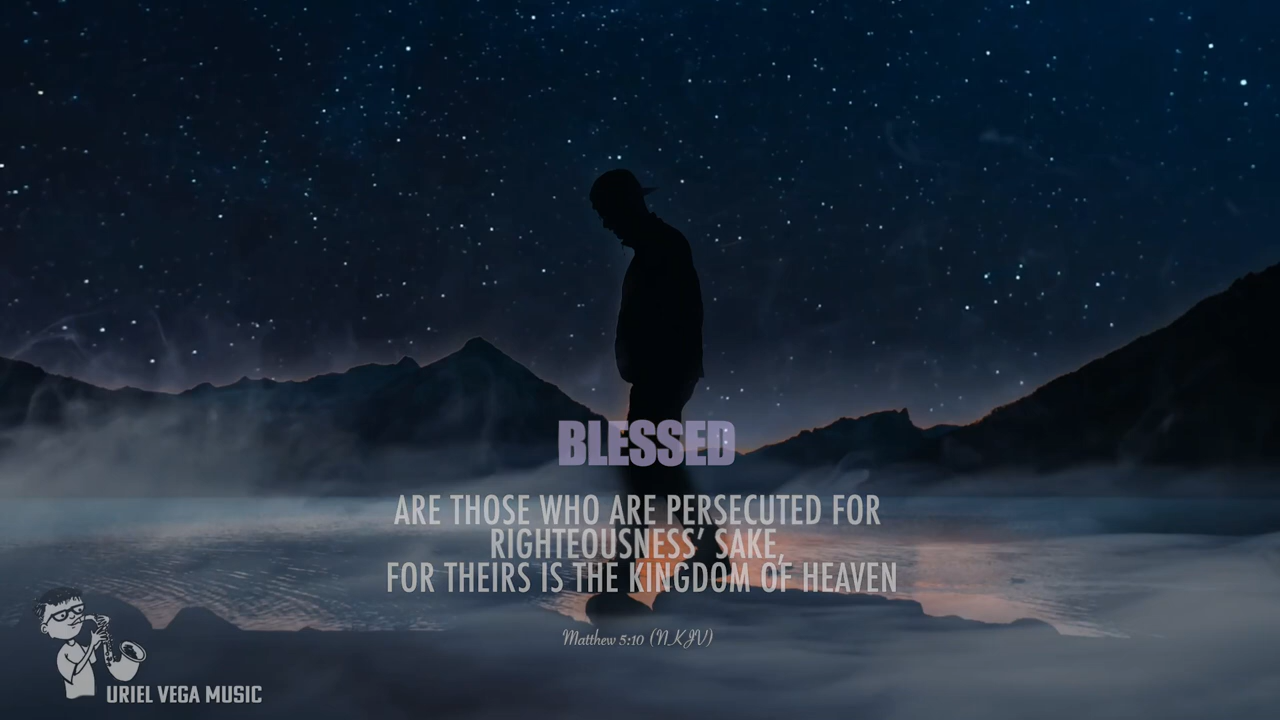 BLESSED
ARE THOSE WHO ARE PERSECUTED FOR
RIGHTEOUSNESS’ SAKE,
FOR THEIRS IS THE KINGDOM OF HEAVEN
Matthew 5:10 (NKJV)
URIEL VEGA MUSIC